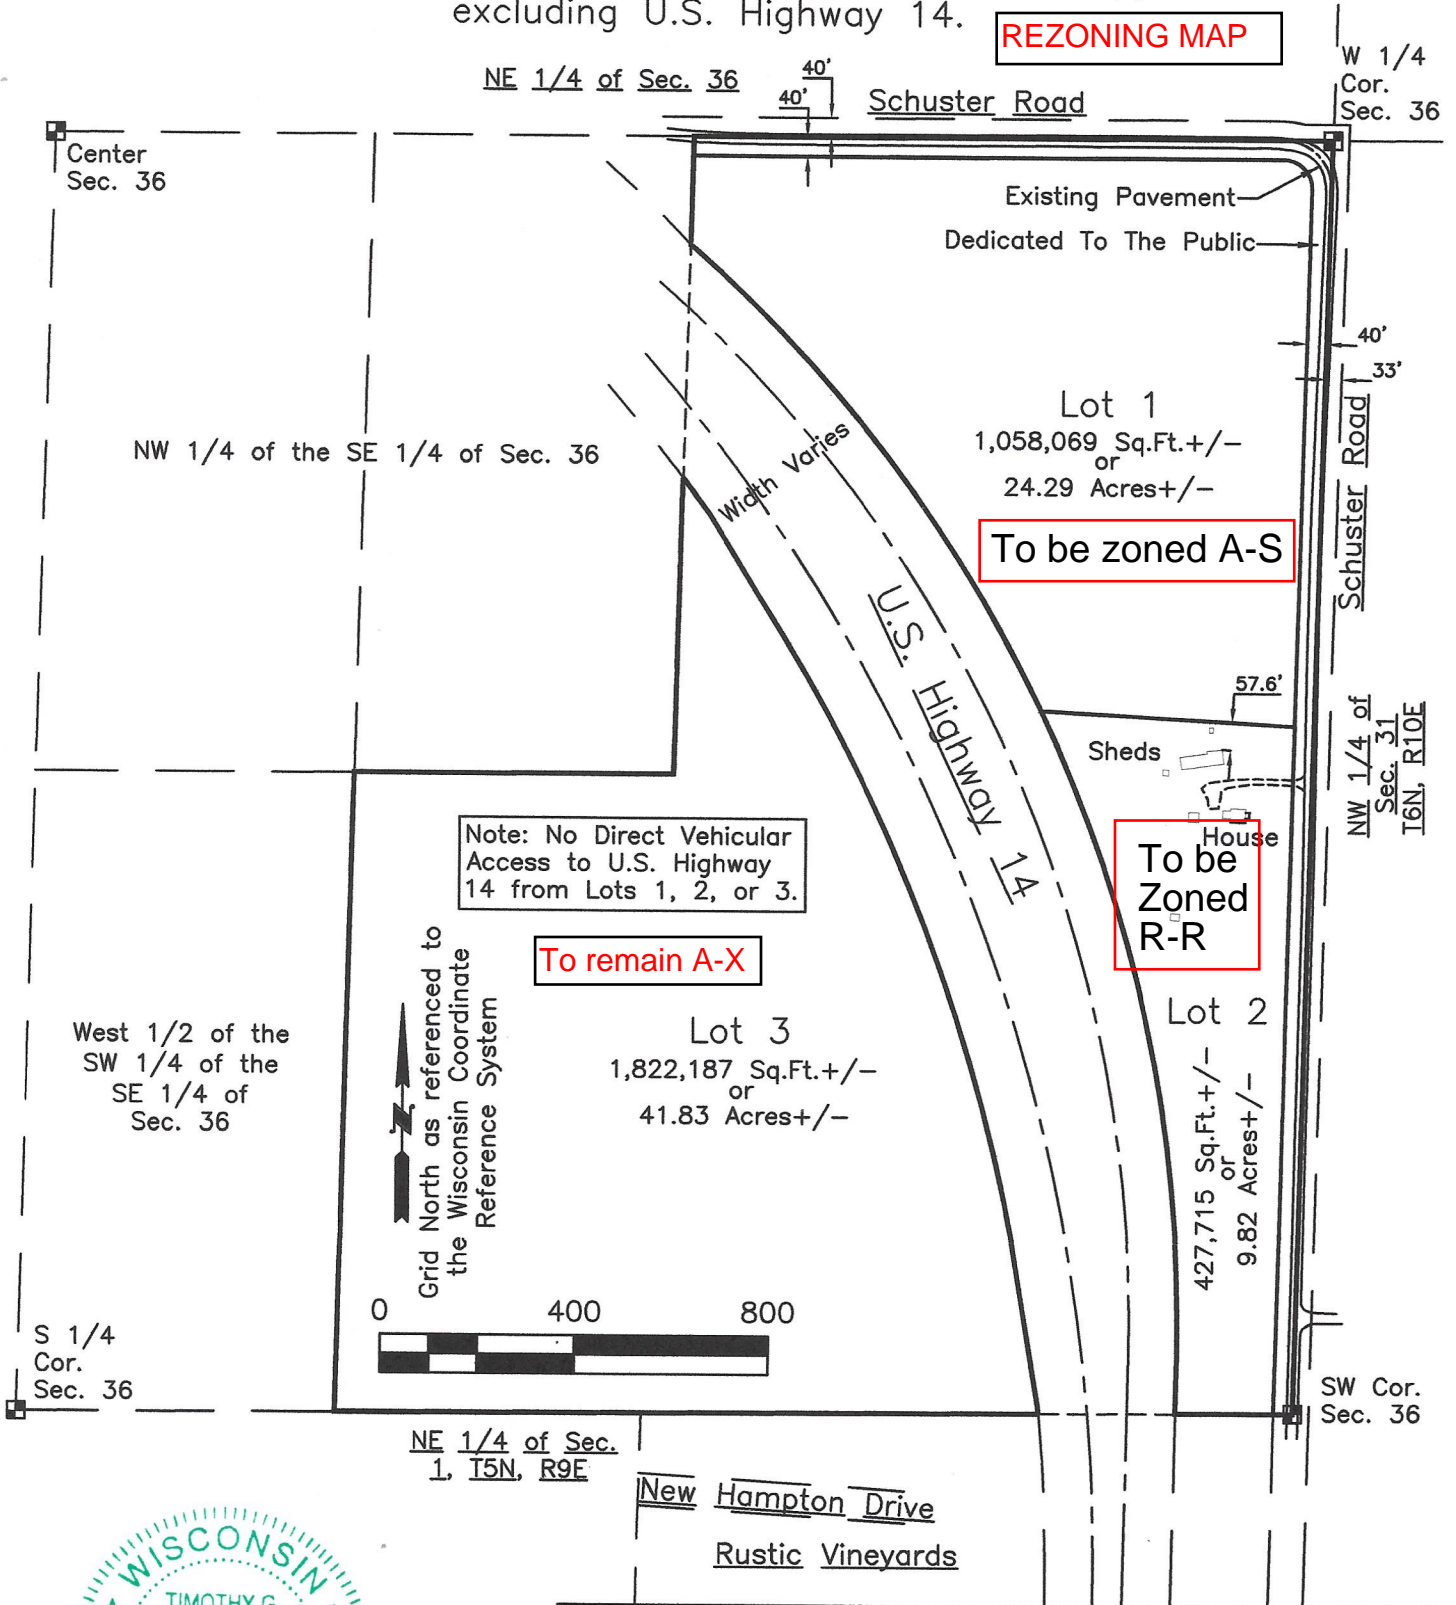 excluding U.S. Highway 14.
REZONING MAP
W 1/4
Cor.
Sec. 36
NE 1/4 of Sec. 36
40'
40'
Schuster Road
Center
Sec. 36
Existing Pavement
Dedicated To The Public
40'
33'
Lot 1
1,058,069 Sq.Ft.+/-
or
24.29 Acres+/-
NW 1/4 of the SE 1/4 of Sec. 36
Width Varies
To be zoned A-S
Schuster Road
U.S. Highway 14
57.6'
Sheds
House
NW 1/4 of
Sec. 31
T6N, R10E
Note: No Direct Vehicular
Access to U.S. Highway
14 from Lots 1, 2, or 3.
To be
Zoned
R-R
To remain A-X
Lot 2
427,715 Sq.Ft.+/-
or
9.82 Acres+/-
Lot 3
1,822,187 Sq.Ft.+/-
or
41.83 Acres+/-
West 1/2 of the
SW 1/4 of the
SE 1/4 of
Sec. 36
N
Grid North as referenced to
the Wisconsin Coordinate
Reference System
0 400 800
S 1/4
Cor.
Sec. 36
SW Cor.
Sec. 36
NE 1/4 of Sec.
1, T5N, R9E
New Hampton Drive
Rustic Vineyards
WISCONSIN
TIMOTHY G.